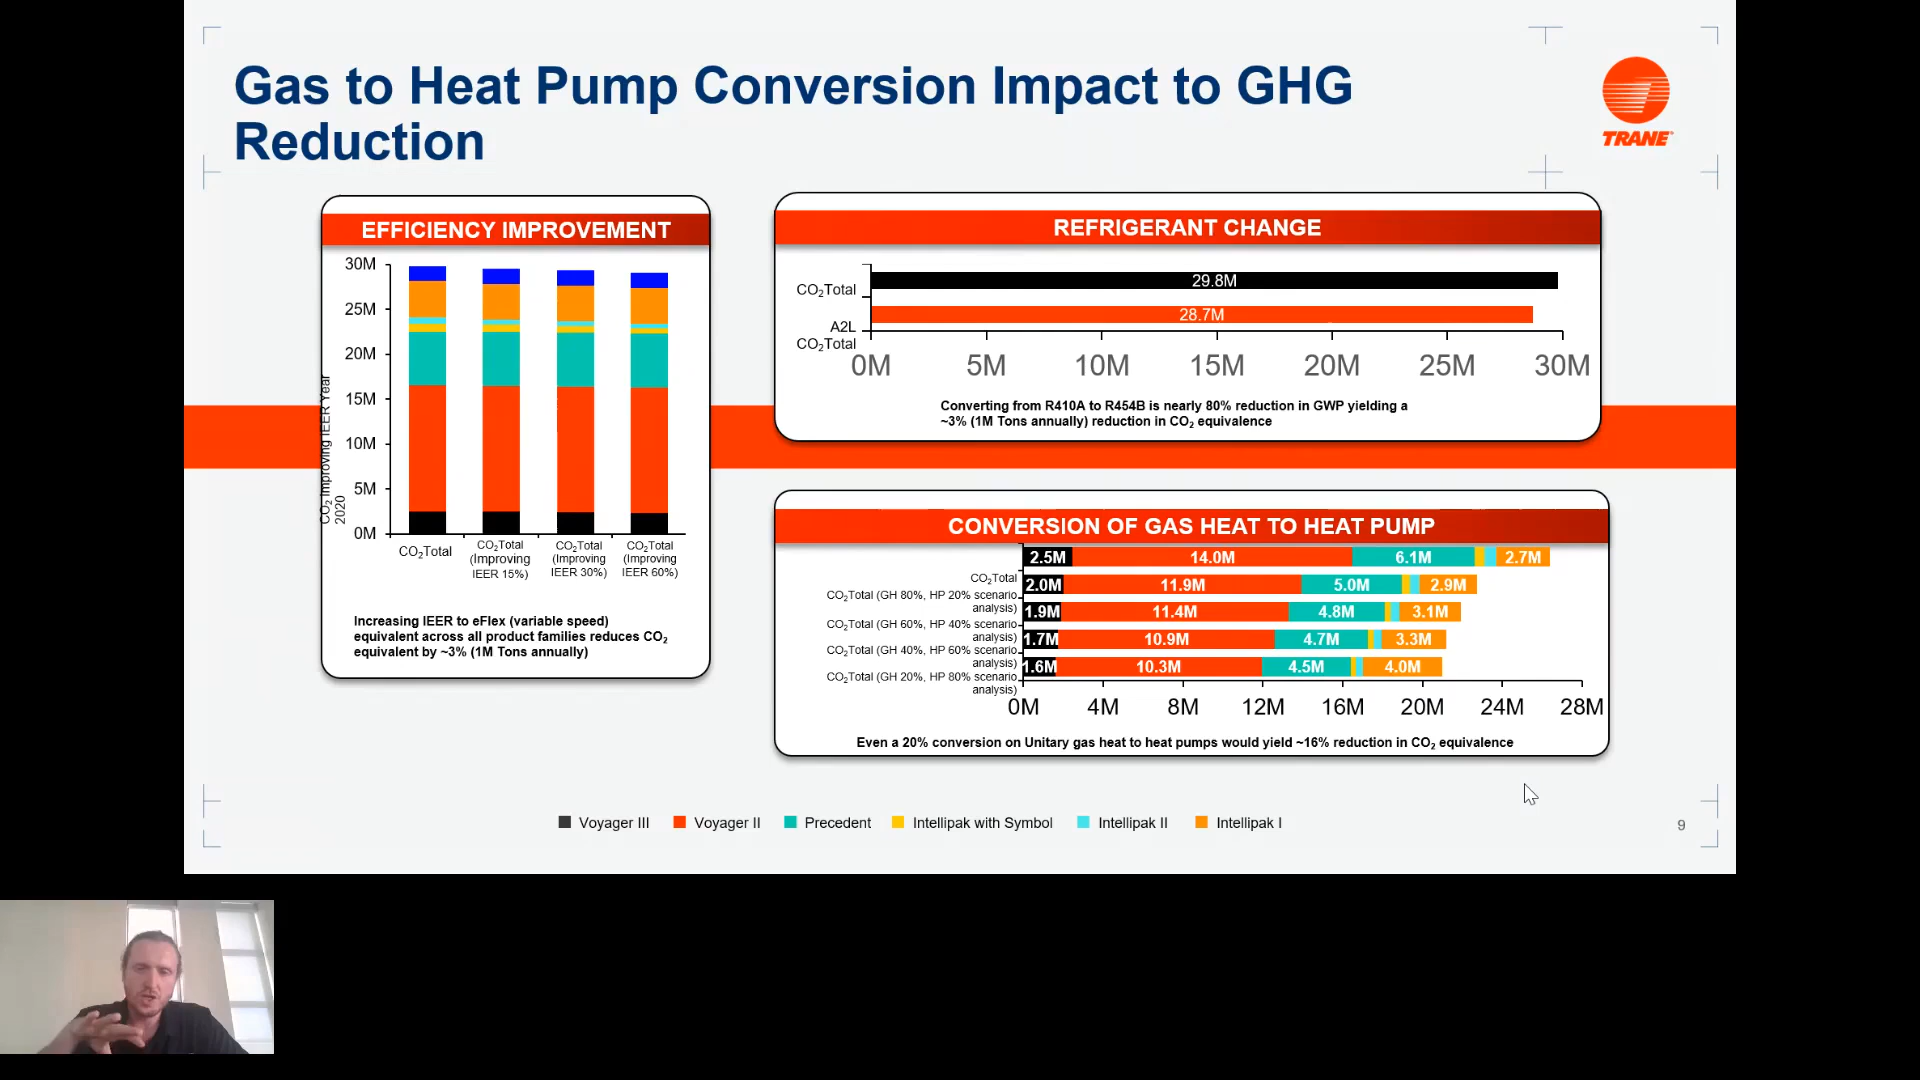 Gas to Heat Pump Conversion Impact to GHG
Reduction
TRANE
EFFICIENCY IMPROVEMENT
30M
25M
20M
15M
10M
5M
0M
CO₂ Improving IEER Year
2020
CO₂Total
CO₂Total
(Improving
IEER 15%)
CO₂Total
(Improving
IEER 30%)
CO₂Total
(Improving
IEER 60%)
Increasing IEER to eFlex (variable speed)
equivalent across all product families reduces CO₂
equivalent by ~3% (1M Tons annually)
REFRIGERANT CHANGE
CO₂Total
29.8M
A2L
CO₂Total
28.7M
0M 5M 10M 15M 20M 25M 30M
Converting from R410A to R454B is nearly 80% reduction in GWP yielding a
~3% (1M Tons annually) reduction in CO₂ equivalence
CONVERSION OF GAS HEAT TO HEAT PUMP
2.5M 14.0M 6.1M 2.7M
CO₂Total
2.0M 11.9M 5.0M 2.9M
CO₂Total (GH 80%, HP 20% scenario
analysis)
1.9M 11.4M 4.8M 3.1M
CO₂Total (GH 60%, HP 40% scenario
analysis)
1.7M 10.9M 4.7M 3.3M
CO₂Total (GH 40%, HP 60% scenario
analysis)
1.6M 10.3M 4.5M 4.0M
CO₂Total (GH 20%, HP 80% scenario
analysis)
0M 4M 8M 12M 16M 20M 24M 28M
Even a 20% conversion on Unitary gas heat to heat pumps would yield ~16% reduction in CO₂ equivalence
Voyager III Voyager II Precedent Intellipak with Symbol Intellipak II Intellipak I
9